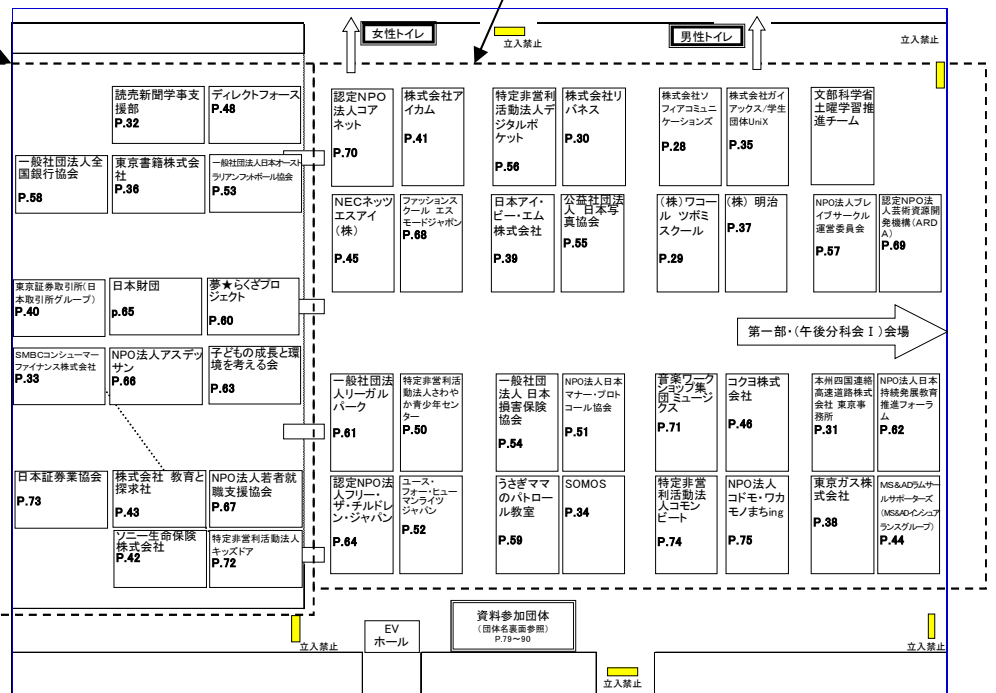 女性トイレ
立入禁止
男性トイレ
立入禁止
読売新聞学事支
援部
P.32
ディレクトフォース
P.48
一般社団法人全
国銀行協会
P.58
東京書籍株式会
社
P.36
一般社団法人日本オースト
ラリアンフットボール協会
P.53
東京証券取引所(日
本取引所グループ)
P.40
日本財団
p.65
夢★らくざプロ
ジェクト
P.60
SMBCコンシューマー
ファイナンス株式会社
P.33
NPO法人アスデッ
サン
P.66
子どもの成長と環
境を考える会
P.63
日本証券業協会
P.73
株式会社 教育と
探求社
P.43
NPO法人若者就
職支援協会
P.67
ソニー生命保険
株式会社
P.42
特定非営利活動法人
キッズドア
P.72
認定NPO
法人コア
ネット
P.70
株式会社ア
イカム
P.41
特定非営利
活動法人デ
ジタルポ
ケット
P.56
株式会社リ
バネス
P.30
株式会社ソ
フィアコミュニ
ケーションズ
P.28
株式会社ガイ
アックス/学生
団体UniX
P.35
文部科学省
土曜学習推
進チーム
NECネッツ
エスアイ
(株)
P.45
ファッションス
クール エス
モードジャポン
P.68
日本アイ・
ビー・エム
株式会社
P.39
公益社団法
人 日本写
真協会
P.55
(株)ワコー
ル ツボミ
スクール
P.29
(株) 明治
P.37
NPO法人ブレ
イブサークル
運営委員会
P.57
認定NPO法
人芸術資源開
発機構(ARD
A)
P.69
第一部・(午後分科会Ⅰ)会場
一般社団法
人リーガル
パーク
P.61
特定非営利活
動法人さわや
か青少年セン
ター
P.50
一般社団
法人 日本
損害保険
協会
P.54
NPO法人日本
マナー・プロト
コール協会
P.51
音楽ワーク
ショップ集
団 ミュージ
クス
P.71
コクヨ株式
会社
P.46
本州四国連絡
高速道路株式
会社 東京事
務所
P.31
NPO法人日本
持続発展教育
推進フォーラ
ム
P.62
認定NPO法
人フリー・
ザ・チルドレ
ン・ジャパン
P.64
ユース・
フォー・ヒュー
マンライツ
ジャパン
P.52
うさぎママ
のパトロー
ル教室
P.59
SOMOS
P.34
特定非営
利活動法
人コモン
ビート
P.74
NPO法人
コドモ・ワカ
モノまちing
P.75
東京ガス株
式会社
P.38
MS&ADラムサー
ルサポーターズ
(MS&ADインシュア
ランスグループ)
P.44
立入禁止
EV
ホール
資料参加団体
(団体名裏面参照)
P.79～90
立入禁止
立入禁止